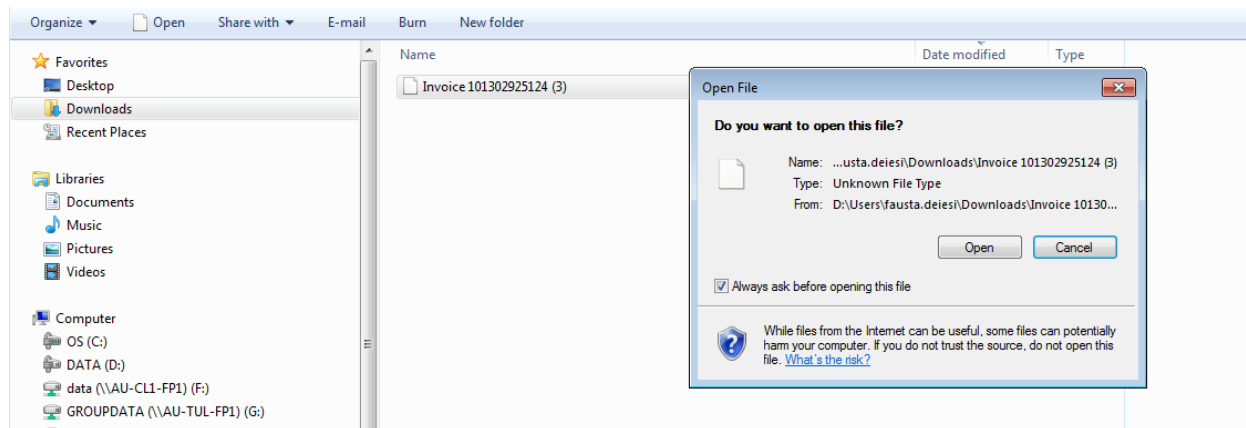 Organize Open Share with E-mail Burn New folder
Favorites
Desktop
Downloads
Recent Places
Libraries
Documents
Music
Pictures
Videos
Computer
OS (C:)
DATA (D:)
data (\\AU-CL1-FP1) (F:)
GROUPDATA (\\AU-TUL-FP1) (G:)
Name Date modified Type
Invoice 101302925124 (3)
Open File
Do you want to open this file?
Name: ...usta.deiesi\Downloads\Invoice 101302925124 (3)
Type: Unknown File Type
From: D:\Users\fausta.deiesi\Downloads\Invoice 10130...
Open Cancel
Always ask before opening this file
While files from the Internet can be useful, some files can potentially
harm your computer. If you do not trust the source, do not open this
file. What's the risk?